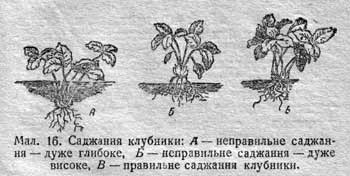 А Б В
Мал. 16. Саджання клубники: А — неправильне саджан-
ня — дуже глибоке, Б — неправильне саджання — дуже
високе, В — правильне саджання клубники.